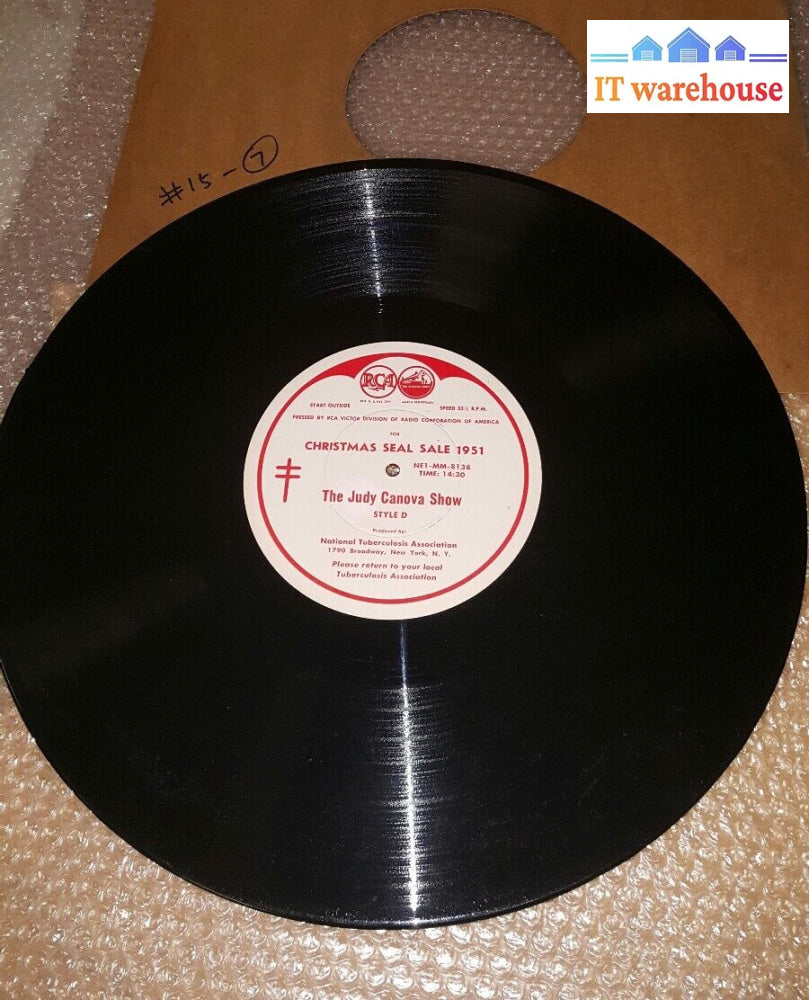 IT warehouse
#15-7
RCA
START OUTSIDE
SPEED 33⅓ R.P.M.
PRESSED BY RCA VICTOR DIVISION OF RADIO CORPORATION OF AMERICA
FOR
CHRISTMAS SEAL SALE 1951
NE1-MM-8138
TIME: 14:30
The Judy Canova Show
STYLE D
Produced by:
National Tuberculosis Association
1790 Broadway, New York, N. Y.
Please return to your local
Tuberculosis Association